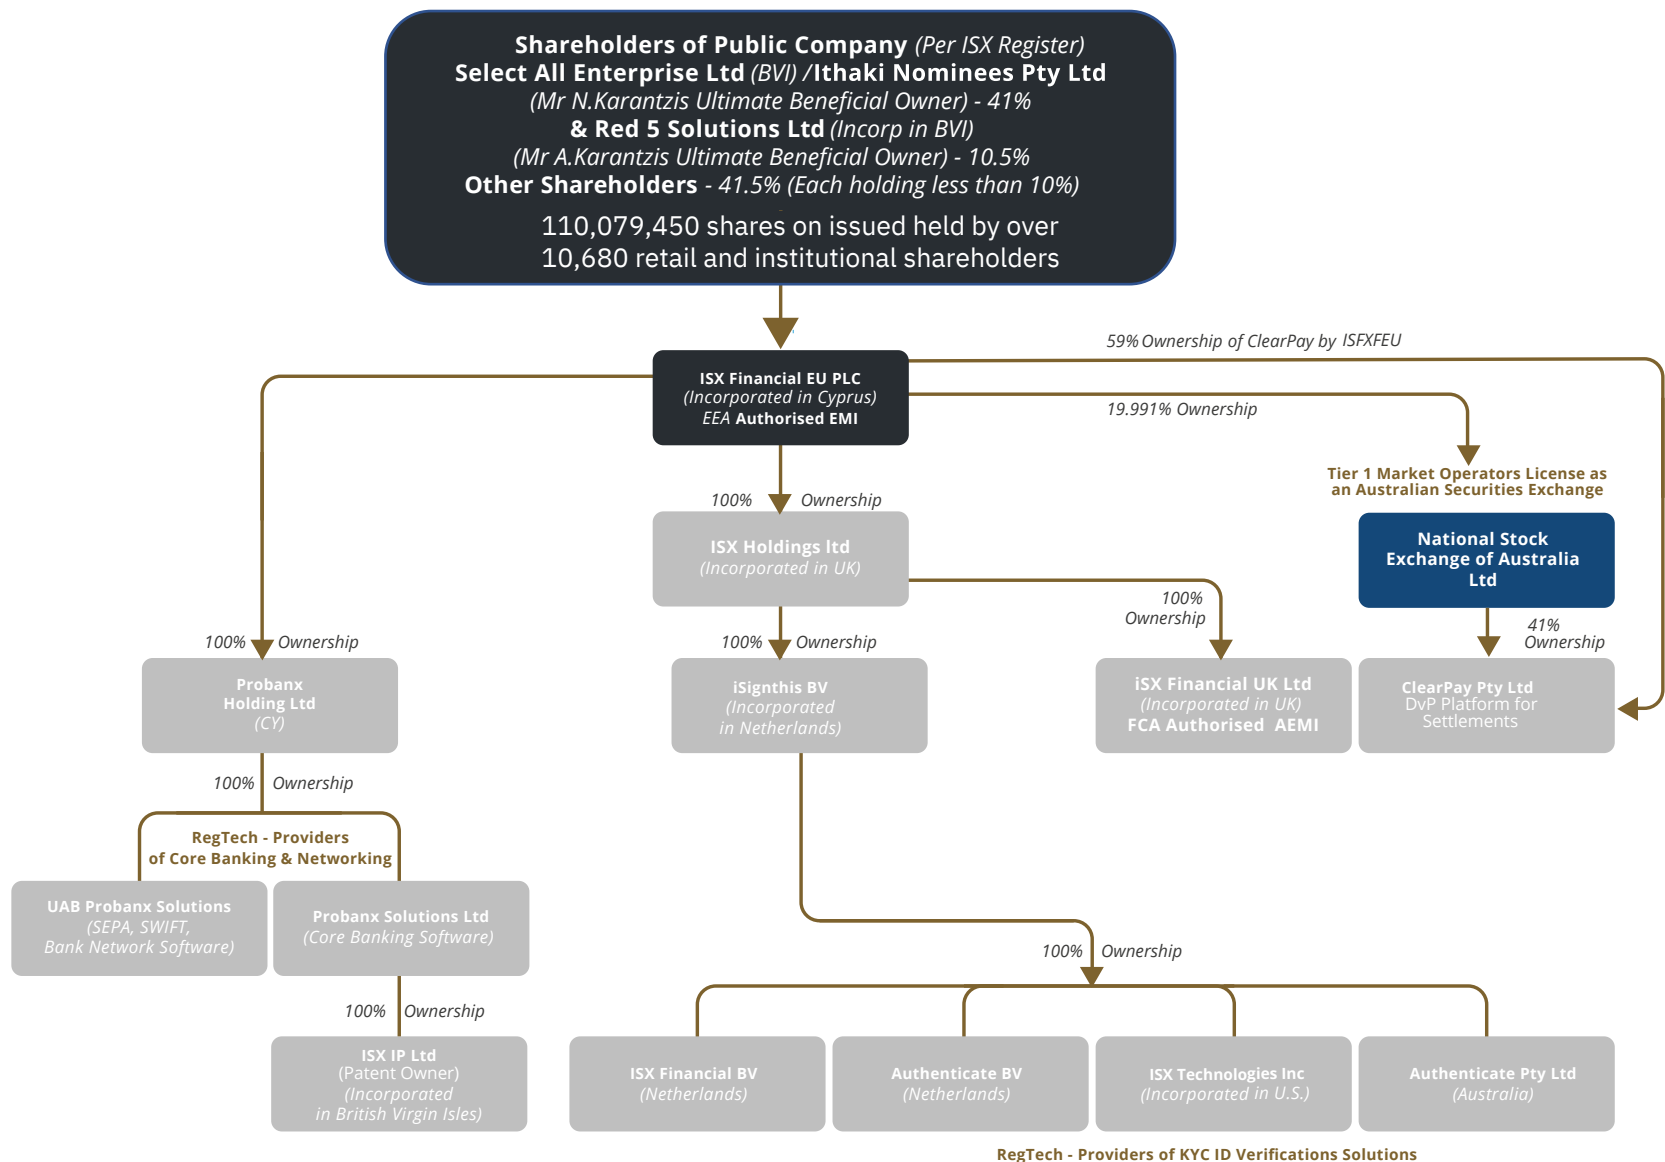 Shareholders of Public Company (Per ISX Register)
Select All Enterprise Ltd (BVI) /Ithaki Nominees Pty Ltd
(Mr N.Karantzis Ultimate Beneficial Owner) - 41%
& Red 5 Solutions Ltd (Incorp in BVI)
(Mr A.Karantzis Ultimate Beneficial Owner) - 10.5%
Other Shareholders - 41.5% (Each holding less than 10%)
110,079,450 shares on issued held by over
10,680 retail and institutional shareholders
59% Ownership of ClearPay by ISFXFEU
ISX Financial EU PLC
(Incorporated in Cyprus)
EEA Authorised EMI
19.991% Ownership
Tier 1 Market Operators License as
an Australian Securities Exchange
100% Ownership
ISX Holdings ltd
(Incorporated in UK)
National Stock
Exchange of Australia
Ltd
100%
Ownership
41%
Ownership
100% Ownership
100% Ownership
Probanx
Holding Ltd
(CY)
iSignthis BV
(Incorporated
in Netherlands)
iSX Financial UK Ltd
(Incorporated in UK)
FCA Authorised AEMI
ClearPay Pty Ltd
DvP Platform for
Settlements
100% Ownership
RegTech - Providers
of Core Banking & Networking
UAB Probanx Solutions
(SEPA, SWIFT,
Bank Network Software)
Probanx Solutions Ltd
(Core Banking Software)
100% Ownership
100% Ownership
ISX IP Ltd
(Patent Owner)
(Incorporated
in British Virgin Isles)
ISX Financial BV
(Netherlands)
Authenticate BV
(Netherlands)
ISX Technologies Inc
(Incorporated in U.S.)
Authenticate Pty Ltd
(Australia)
RegTech - Providers of KYC ID Verifications Solutions